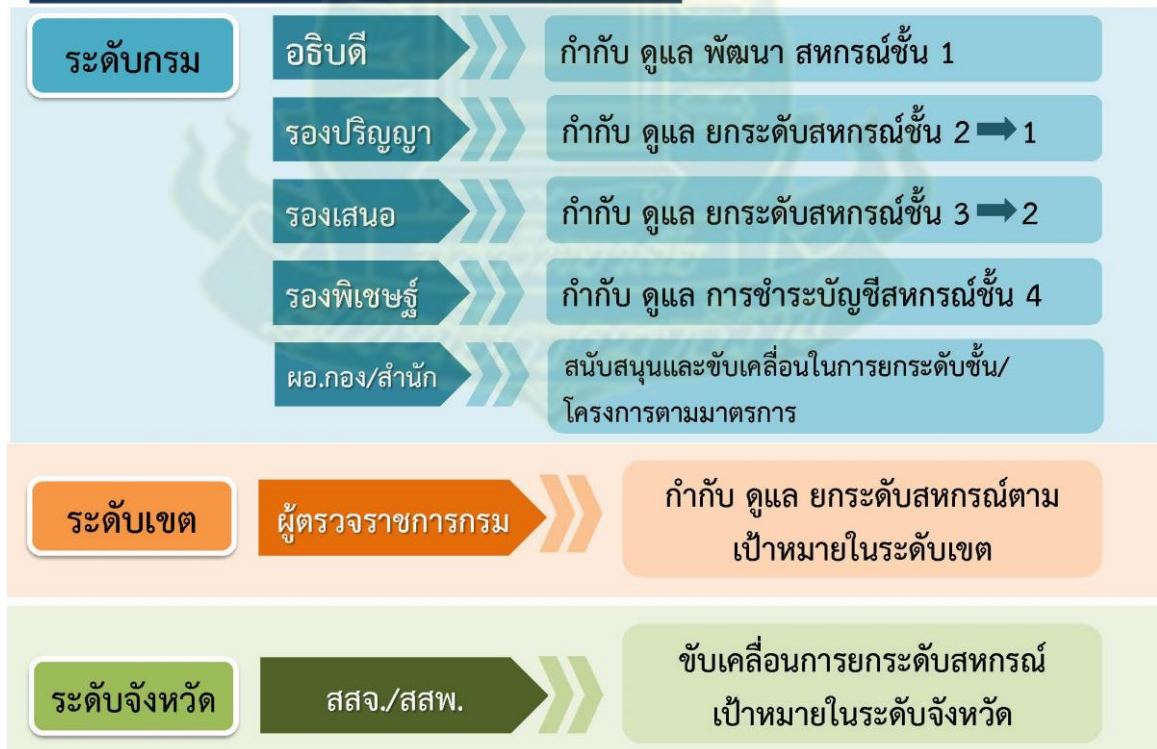 ระดับกรม
อธิบดี
กำกับ ดูแล พัฒนา สหกรณ์ชั้น 1
รองปริญญา
กำกับ ดูแล ยกระดับสหกรณ์ชั้น 2 ➡ 1
รองเสนอ
กำกับ ดูแล ยกระดับสหกรณ์ชั้น 3 ➡ 2
รองพิเชษฐ์
กำกับ ดูแล การชำระบัญชีสหกรณ์ชั้น 4
ผอ.กอง/สำนัก
สนับสนุนและขับเคลื่อนในการยกระดับชั้น/
โครงการตามมาตรการ
ระดับเขต
ผู้ตรวจราชการกรม
กำกับ ดูแล ยกระดับสหกรณ์ตาม
เป้าหมายในระดับเขต
ระดับจังหวัด
สสจ./สสพ.
ขับเคลื่อนการยกระดับสหกรณ์
เป้าหมายในระดับจังหวัด